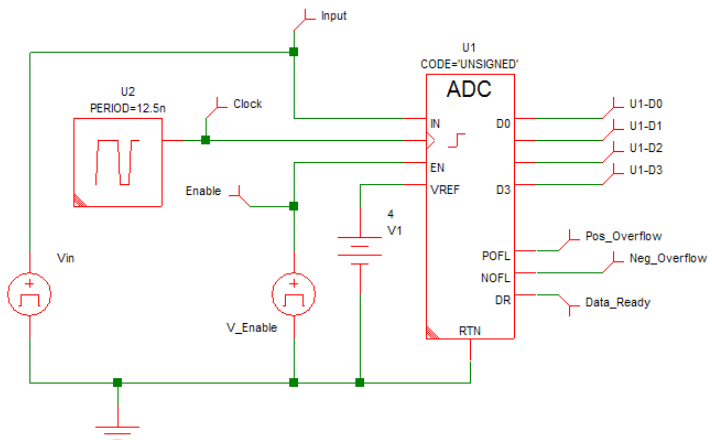 Input
U1
CODE='UNSIGNED'
ADC
U2
PERIOD=12.5n
Clock
IN
D0
U1-D0
U1-D1
EN
U1-D2
Enable
VREF
D3
U1-D3
4
V1
Pos_Overflow
POFL
Vin
Neg_Overflow
NOFL
DR
Data_Ready
V_Enable
RTN